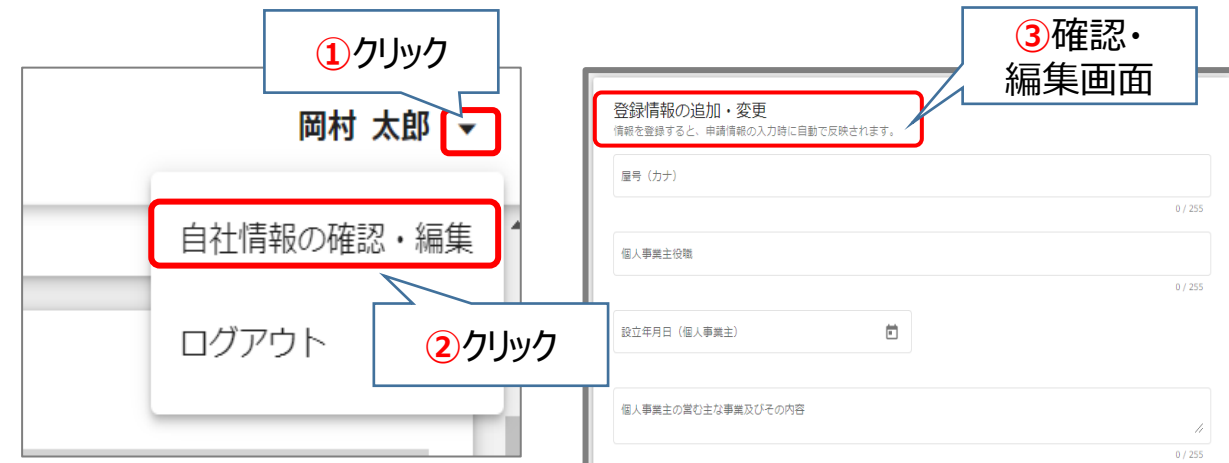 ①クリック
岡村 太郎
自社情報の確認・編集
ログアウト
②クリック
③確認・
編集画面
登録情報の追加・変更
情報を登録すると、申請情報の入力時に自動で反映されます。
屋号（カナ）
0 / 255
個人事業主役職
0 / 255
設立年月日（個人事業主）
個人事業主の営む主な事業及びその内容
0 / 255